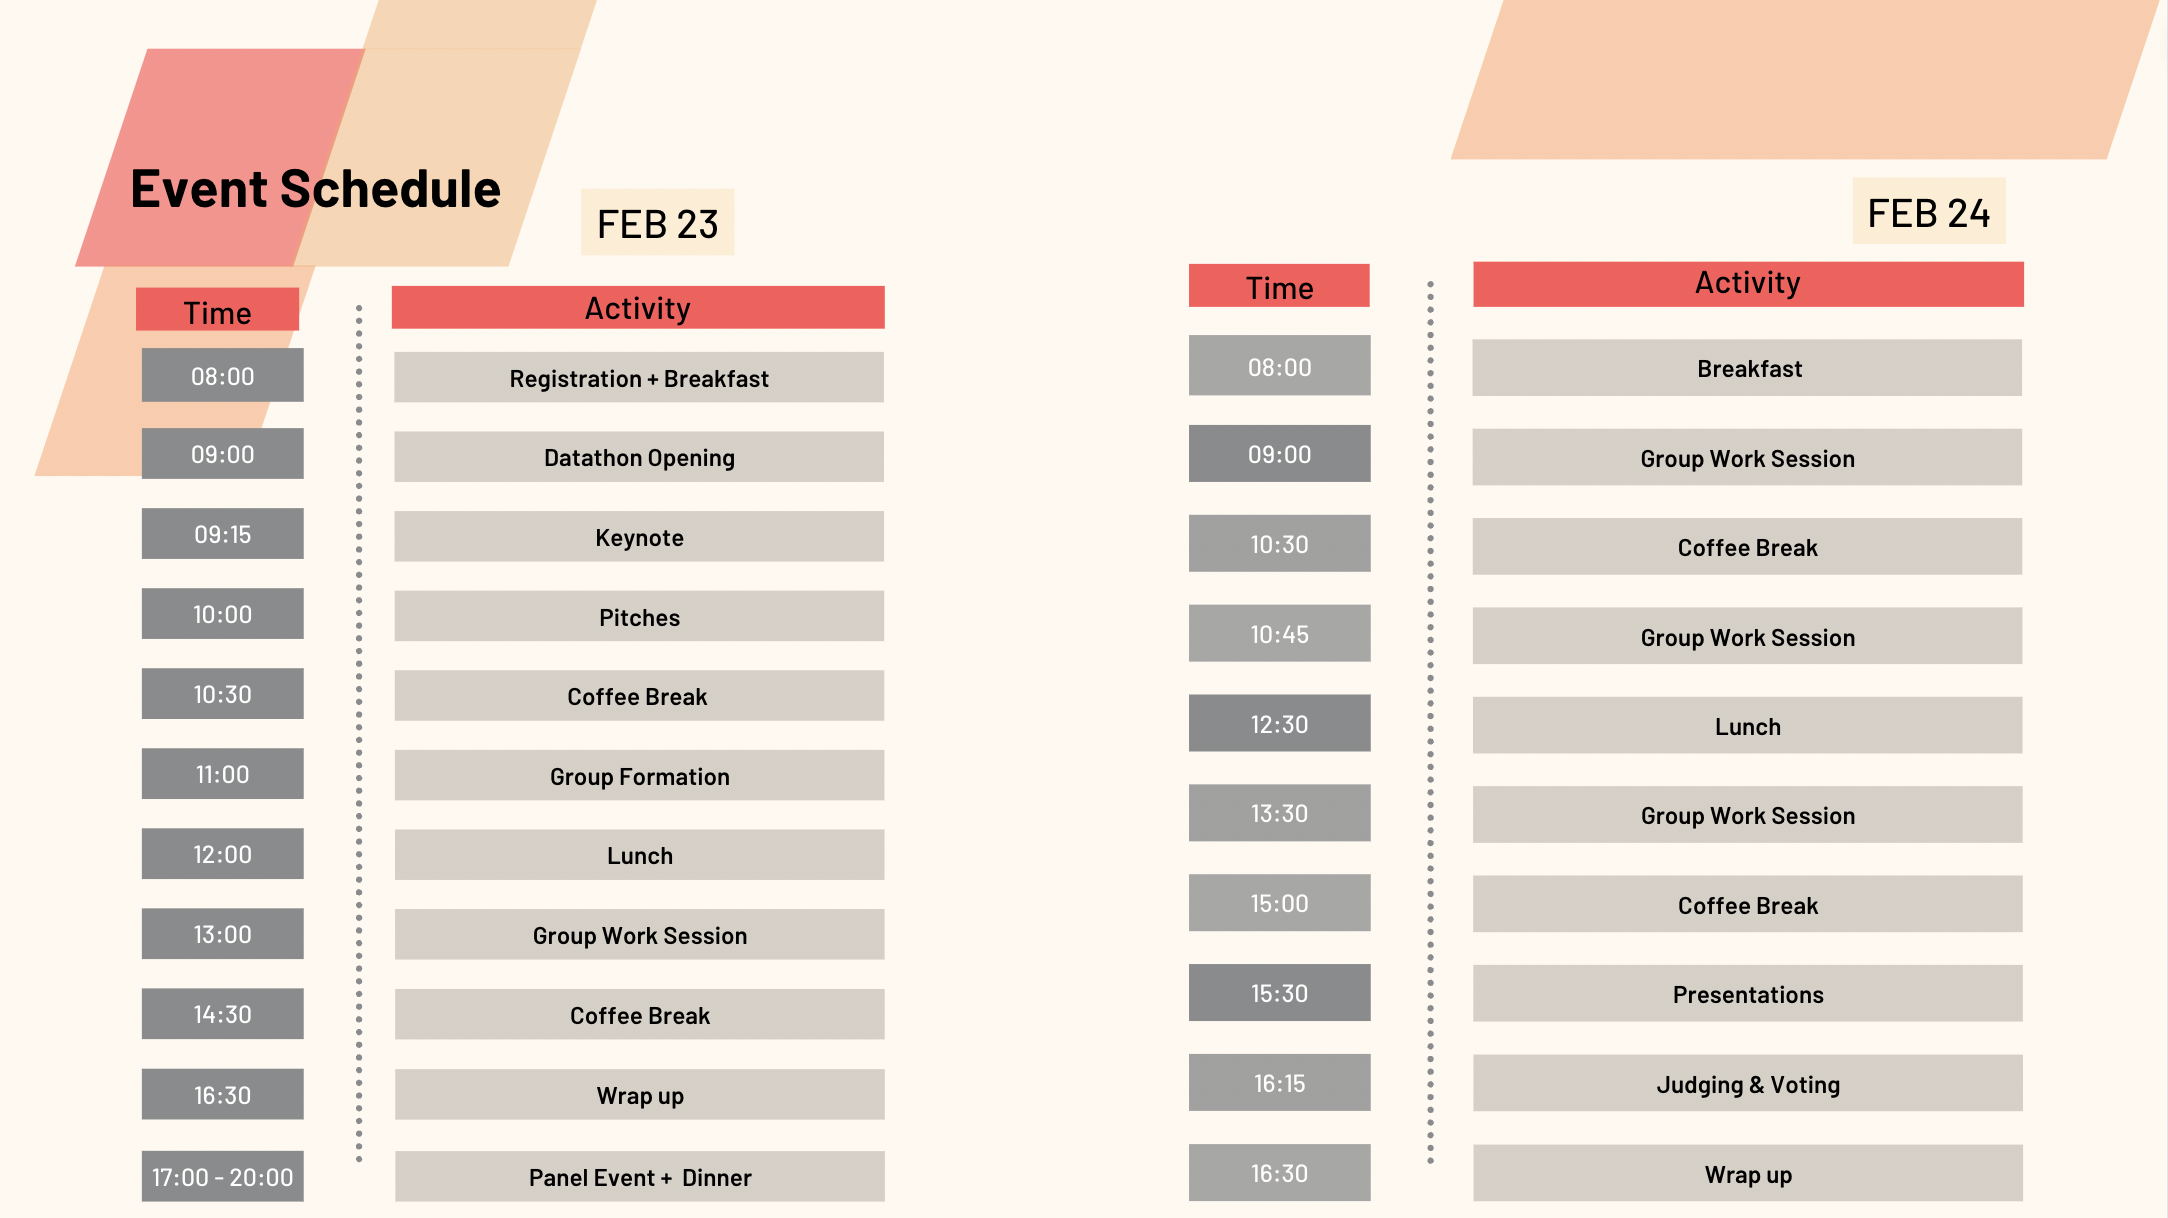 Event Schedule
FEB 23
Time Activity
08:00 Registration + Breakfast
09:00 Datathon Opening
09:15 Keynote
10:00 Pitches
10:30 Coffee Break
11:00 Group Formation
12:00 Lunch
13:00 Group Work Session
14:30 Coffee Break
16:30 Wrap up
17:00 - 20:00 Panel Event + Dinner
FEB 24
Time Activity
08:00 Breakfast
09:00 Group Work Session
10:30 Coffee Break
10:45 Group Work Session
12:30 Lunch
13:30 Group Work Session
15:00 Coffee Break
15:30 Presentations
16:15 Judging & Voting
16:30 Wrap up